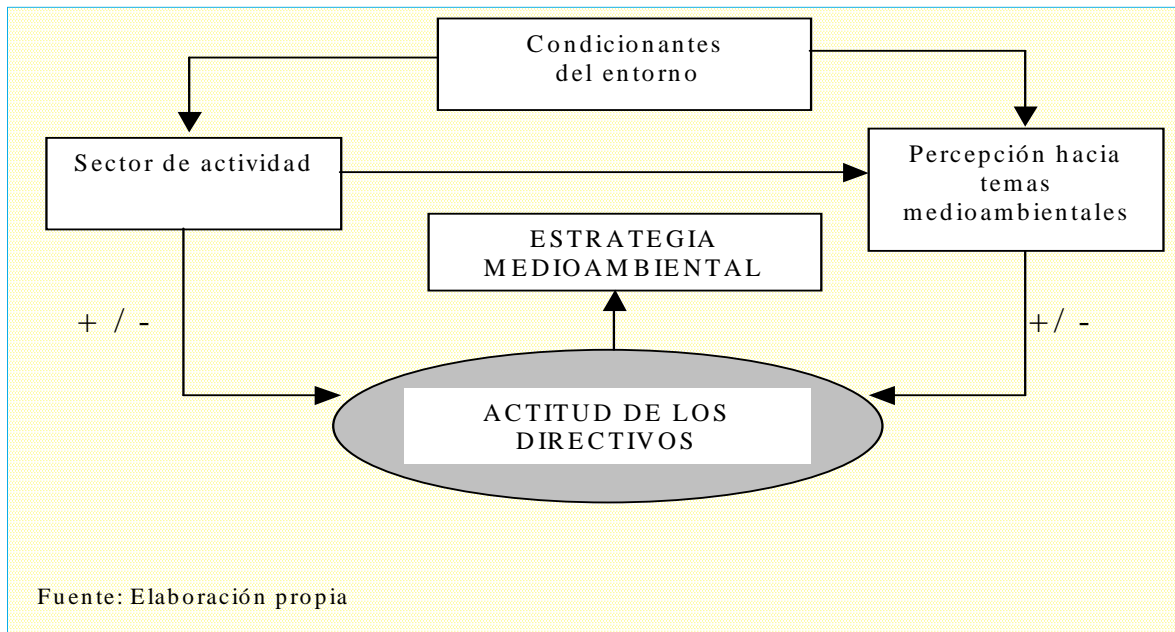 Condicionantes
del entorno
Sector de actividad
Percepción hacia
temas
medioambientales
ESTRATEGIA
MEDIOAMBIENTAL
+ / -
+/ -
ACTITUD DE LOS
DIRECTIVOS
Fuente: Elaboración propia